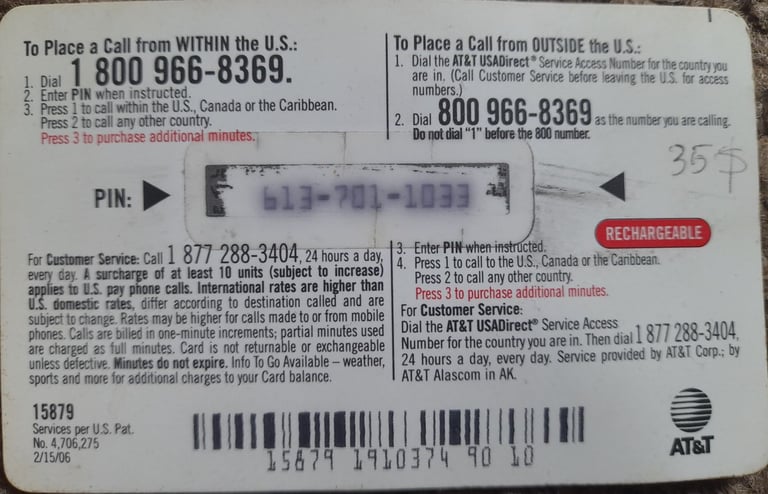 To Place a Call from WITHIN the U.S.:
1. Dial 1 800 966-8369.
2. Enter PIN when instructed.
3. Press 1 to call within the U.S., Canada or the Caribbean.
Press 2 to call any other country.
Press 3 to purchase additional minutes.
To Place a Call from OUTSIDE the U.S.:
1. Dial the AT&T USADirect® Service Access Number for the country you
are in. (Call Customer Service before leaving the U.S. for access
numbers.)
2. Dial 800 966-8369 as the number you are calling.
Do not dial "1" before the 800 number.
35$
PIN:
613-701-1033
RECHARGEABLE
For Customer Service: Call 1 877 288-3404, 24 hours a day,
every day. A surcharge of at least 10 units (subject to increase)
applies to U.S. pay phone calls. International rates are higher than
U.S. domestic rates, differ according to destination called and are
subject to change. Rates may be higher for calls made to or from mobile
phones. Calls are billed in one-minute increments; partial minutes used
are charged as full minutes. Card is not returnable or exchangeable
unless defective. Minutes do not expire. Info To Go Available – weather,
sports and more for additional charges to your Card balance.
3. Enter PIN when instructed.
4. Press 1 to call to the U.S., Canada or the Caribbean.
Press 2 to call any other country.
Press 3 to purchase additional minutes.
For Customer Service:
Dial the AT&T USADirect® Service Access
Number for the country you are in. Then dial 1 877 288-3404,
24 hours a day, every day. Service provided by AT&T Corp.; by
AT&T Alascom in AK.
15879
Services per U.S. Pat.
No. 4,706,275
2/15/06
15879 1910374 90 10
AT&T